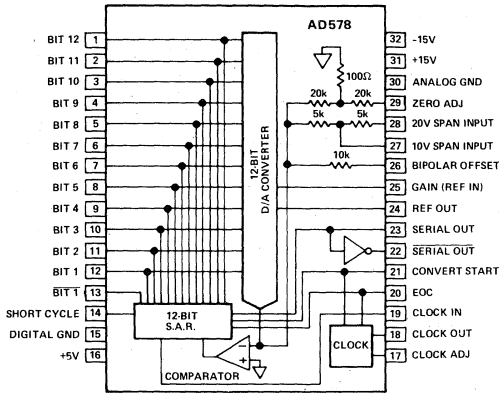 AD578
BIT 12 1
BIT 11 2
BIT 10 3
BIT 9 4
BIT 8 5
BIT 7 6
BIT 6 7
BIT 5 8
BIT 4 9
BIT 3 10
BIT 2 11
BIT 1 12
BIT 1 13
SHORT CYCLE 14
DIGITAL GND 15
+5V 16
12-BIT
D/A CONVERTER
12-BIT
S.A.R.
COMPARATOR
−
+
100Ω
20k 20k
5k 5k
10k
CLOCK
32 -15V
31 +15V
30 ANALOG GND
29 ZERO ADJ
28 20V SPAN INPUT
27 10V SPAN INPUT
26 BIPOLAR OFFSET
25 GAIN (REF IN)
24 REF OUT
23 SERIAL OUT
22 SERIAL OUT
21 CONVERT START
20 EOC
19 CLOCK IN
18 CLOCK OUT
17 CLOCK ADJ